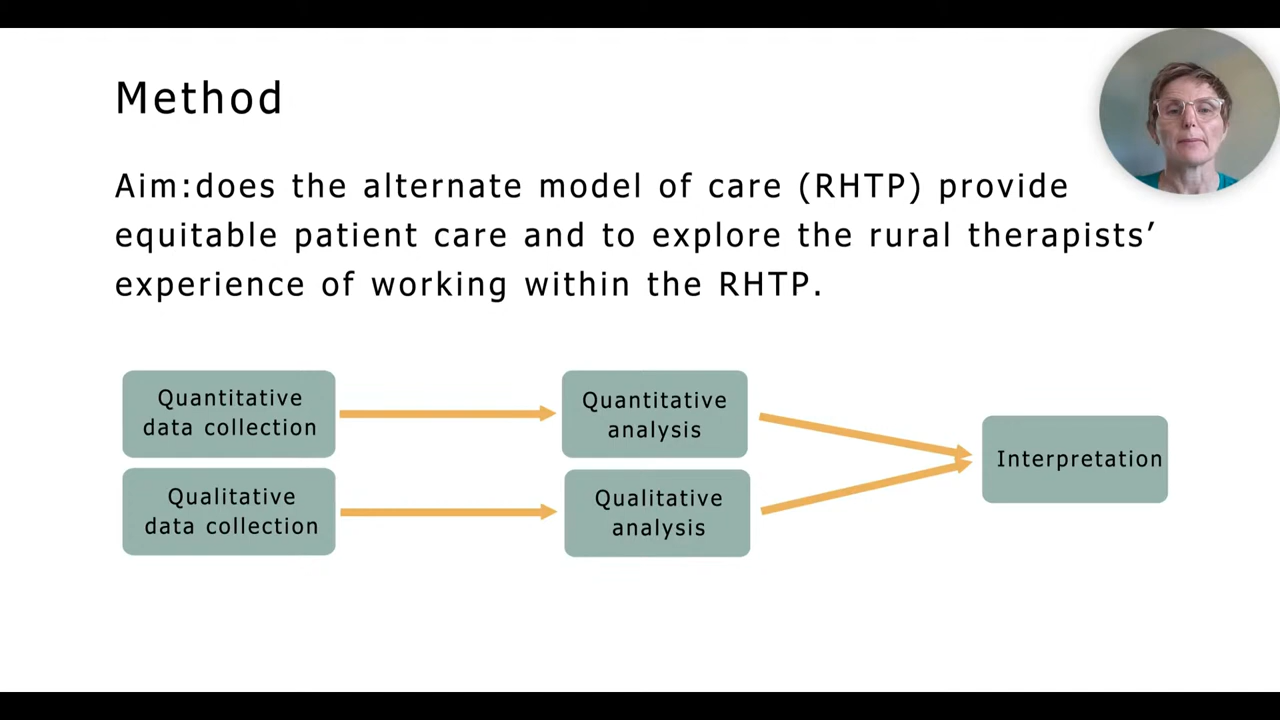 Method
Aim:does the alternate model of care (RHTP) provide
equitable patient care and to explore the rural therapists’
experience of working within the RHTP.
Quantitative
data collection
Quantitative
analysis
Qualitative
data collection
Qualitative
analysis
Interpretation